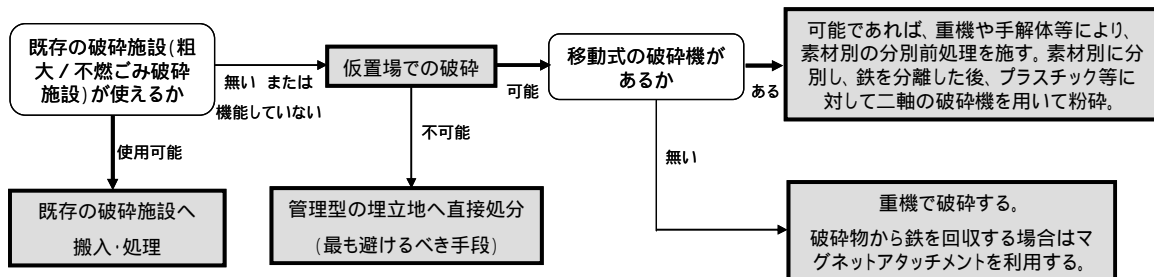 既存の破砕施設(粗
大/不燃ごみ破砕
施設)が使えるか
無い または
機能していない
使用可能
既存の破砕施設へ
搬入・処理
仮置場での破砕
可能
不可能
管理型の埋立地へ直接処分
(最も避けるべき手段)
移動式の破砕機が
あるか
ある
無い
可能であれば、重機や手解体等により、
素材別の分別前処理を施す。素材別に分
別し、鉄を分離した後、プラスチック等に
対して二軸の破砕機を用いて粉砕。
重機で破砕する。
破砕物から鉄を回収する場合はマ
グネットアタッチメントを利用する。